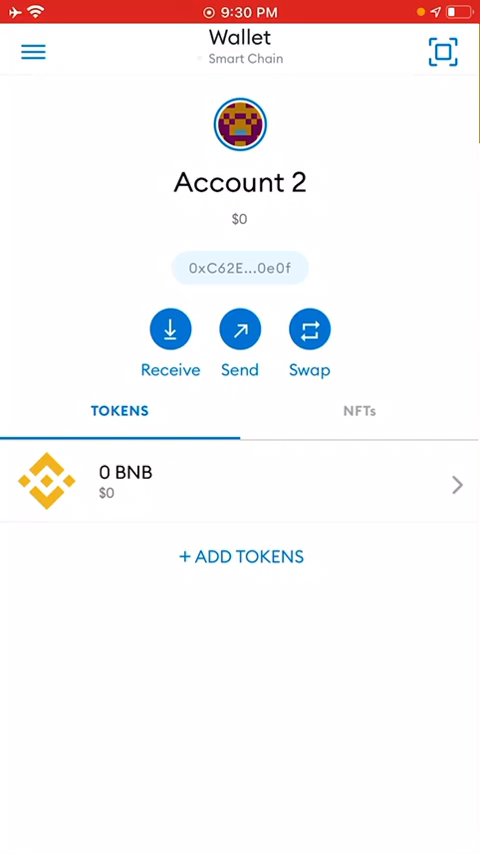 9:30 PM
Wallet
Smart Chain
Account 2
$0
0xC62E...0e0f
Receive Send Swap
TOKENS NFTs
0 BNB
$0
+ ADD TOKENS